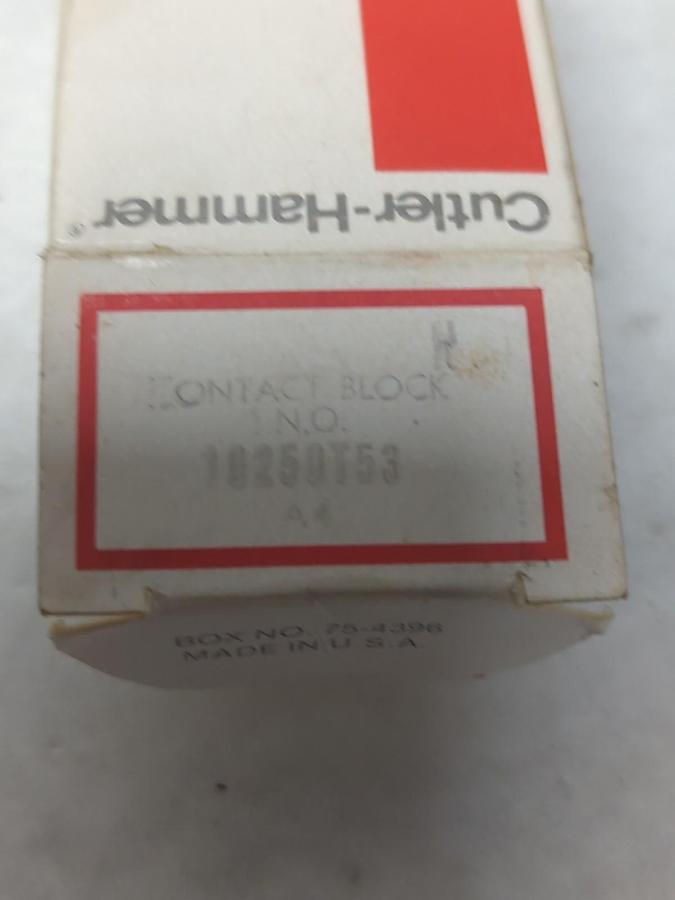 Cutler-Hammer®
H
CONTACT BLOCK
1 N.O.
10250T53
A4
BOX NO. 75-4396
MADE IN U.S.A.